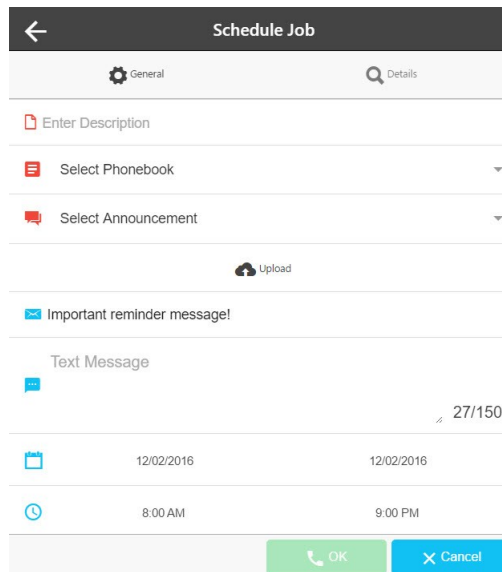 Schedule Job
General Details
Enter Description
Select Phonebook
Select Announcement
Upload
Important reminder message!
Text Message
27/150
12/02/2016 12/02/2016
8:00 AM 9:00 PM
OK Cancel